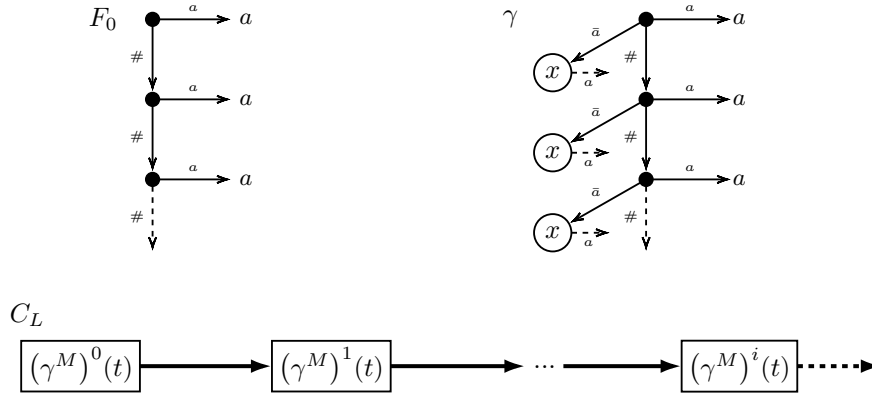 F₀ a a γ a a
ā
# x #
a
a a a a
ā
# x #
a
a a a a
ā
# x #
a
C_L
(γ^M)^0(t) (γ^M)^1(t) ... (γ^M)^i(t)